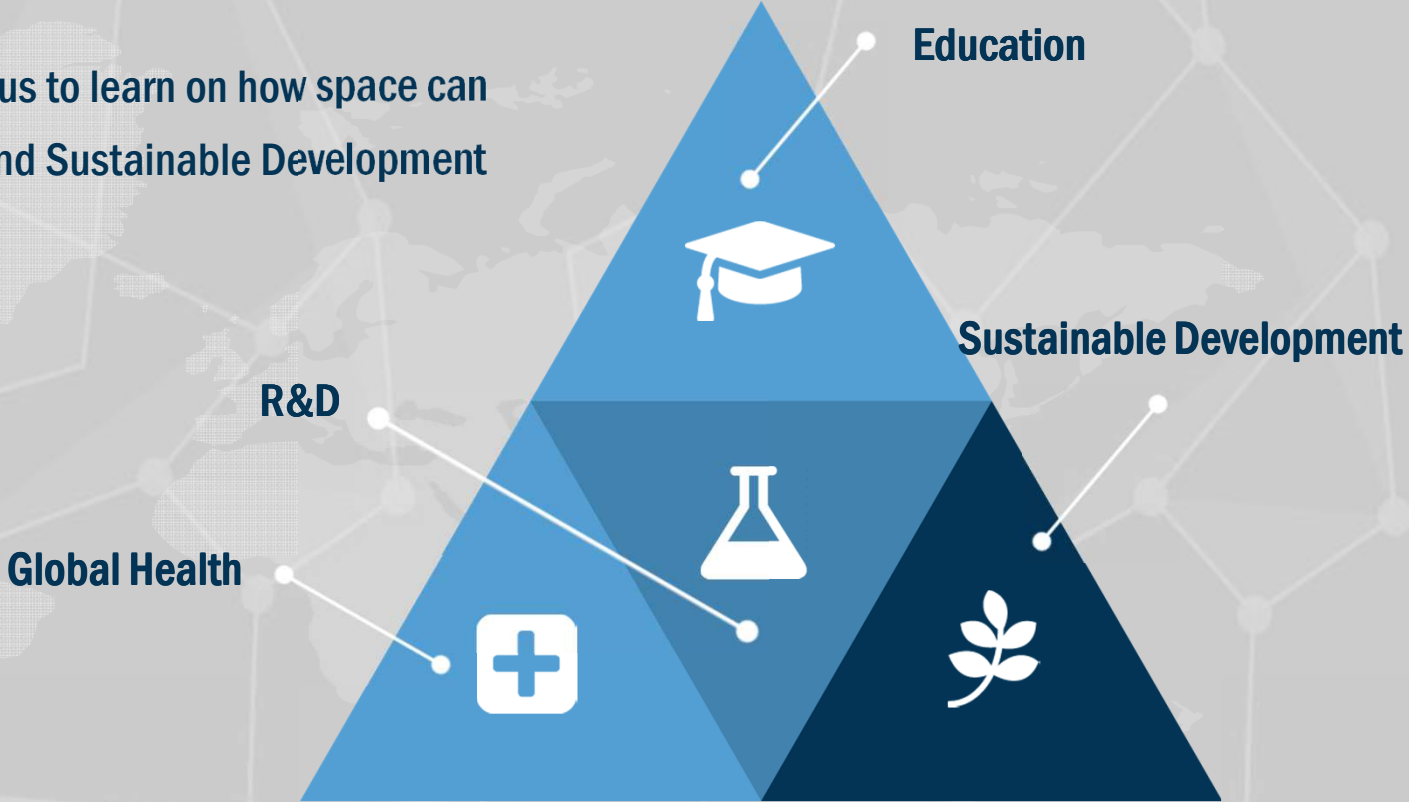 us to learn on how space can
nd Sustainable Development
Education
Sustainable Development
R&D
Global Health